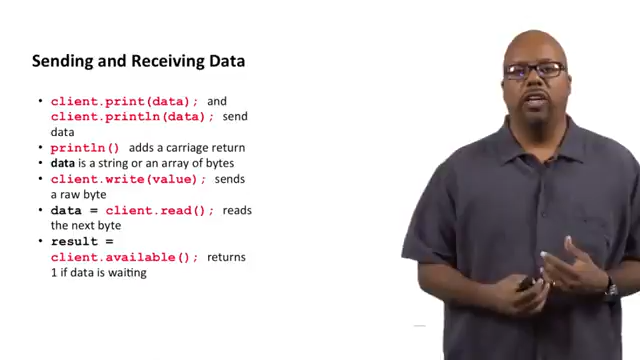 Sending and Receiving Data
• client.print(data); and
client.println(data); send
data
• println() adds a carriage return
• data is a string or an array of bytes
• client.write(value); sends
a raw byte
• data = client.read(); reads
the next byte
• result =
client.available(); returns
1 if data is waiting